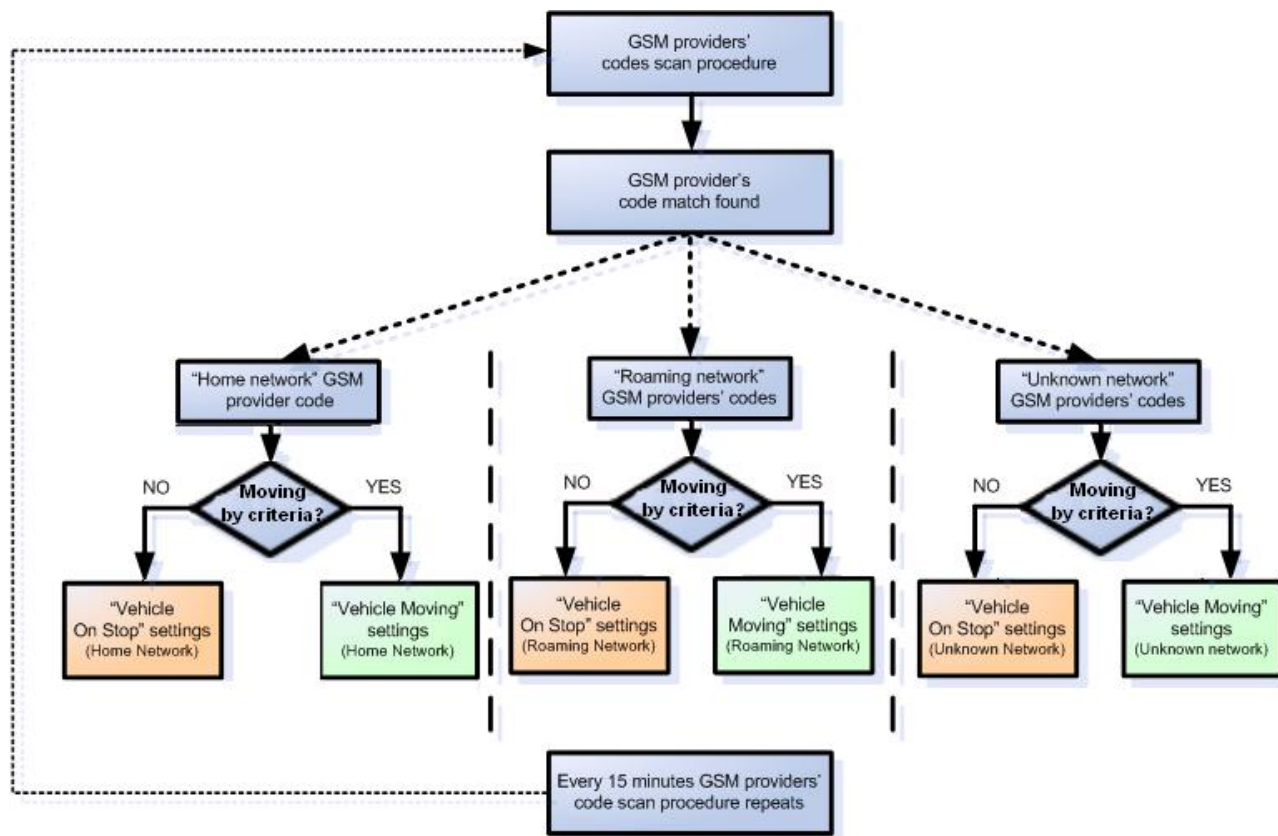 GSM providers'
codes scan procedure
GSM provider's
code match found
"Home network" GSM
provider code
"Roaming network"
GSM providers' codes
"Unknown network"
GSM providers' codes
NO
Moving
by criteria?
YES
NO
Moving
by criteria?
YES
NO
Moving
by criteria?
YES
"Vehicle
On Stop" settings
(Home Network)
"Vehicle Moving"
settings
(Home Network)
"Vehicle
On Stop" settings
(Roaming Network)
"Vehicle
Moving" settings
(Roaming Network)
"Vehicle
On Stop" settings
(Unknown Network)
"Vehicle Moving"
settings
(Unknown network)
Every 15 minutes GSM providers'
code scan procedure repeats